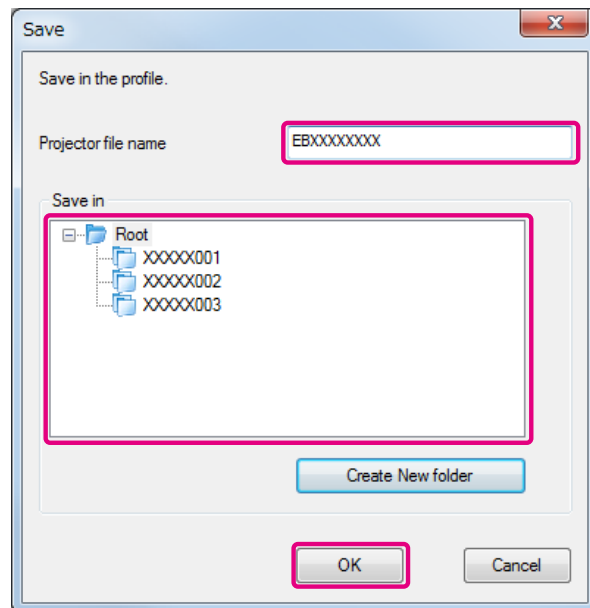 Save
Save in the profile.
Projector file name
EBXXXXXXXX
Save in
Root
XXXXX001
XXXXX002
XXXXX003
Create New folder
OK
Cancel